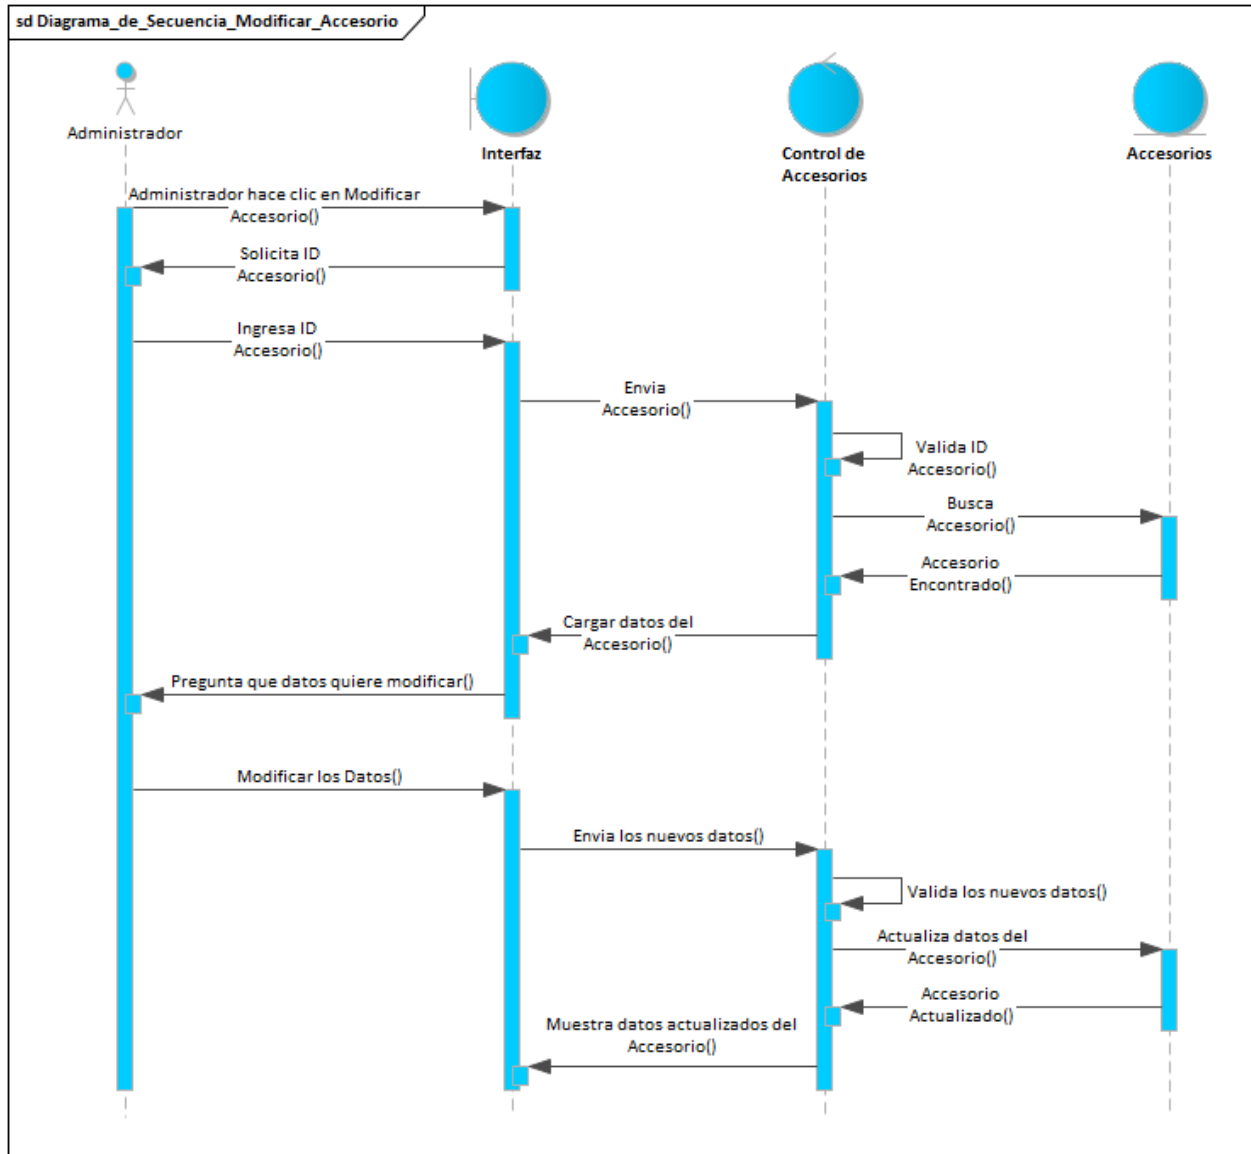 sd Diagrama_de_Secuencia_Modificar_Accesorio
Administrador
Interfaz
Control de
Accesorios
Accesorios
Administrador hace clic en Modificar
Accesorio()
Solicita ID
Accesorio()
Ingresa ID
Accesorio()
Envia
Accesorio()
Valida ID
Accesorio()
Busca
Accesorio()
Accesorio
Encontrado()
Cargar datos del
Accesorio()
Pregunta que datos quiere modificar()
Modificar los Datos()
Envia los nuevos datos()
Valida los nuevos datos()
Actualiza datos del
Accesorio()
Accesorio
Actualizado()
Muestra datos actualizados del
Accesorio()